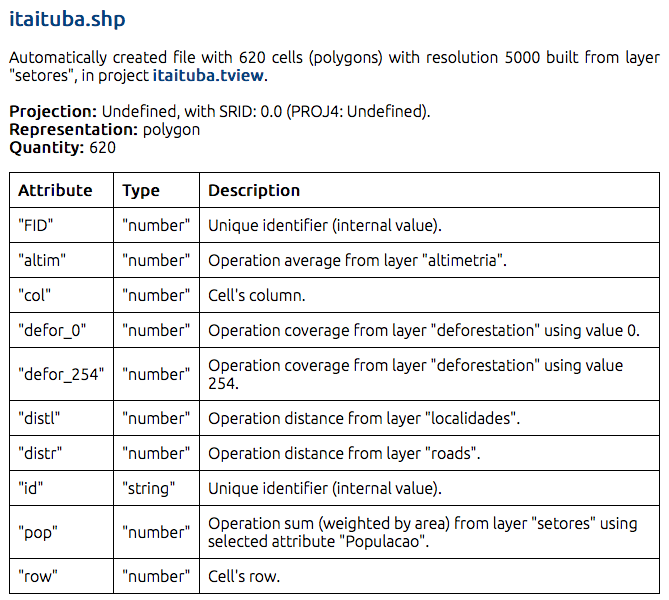 itaituba.shp
Automatically created file with 620 cells (polygons) with resolution 5000 built from layer
"setores", in project itaituba.tview.
Projection: Undefined, with SRID: 0.0 (PROJ4: Undefined).
Representation: polygon
Quantity: 620
Attribute Type Description
"FID" "number" Unique identifier (internal value).
"altim" "number" Operation average from layer "altimetria".
"col" "number" Cell's column.
"defor_0" "number" Operation coverage from layer "deforestation" using value 0.
"defor_254" "number" Operation coverage from layer "deforestation" using value
254.
"distl" "number" Operation distance from layer "localidades".
"distr" "number" Operation distance from layer "roads".
"id" "string" Unique identifier (internal value).
"pop" "number" Operation sum (weighted by area) from layer "setores" using
selected attribute "Populacao".
"row" "number" Cell's row.